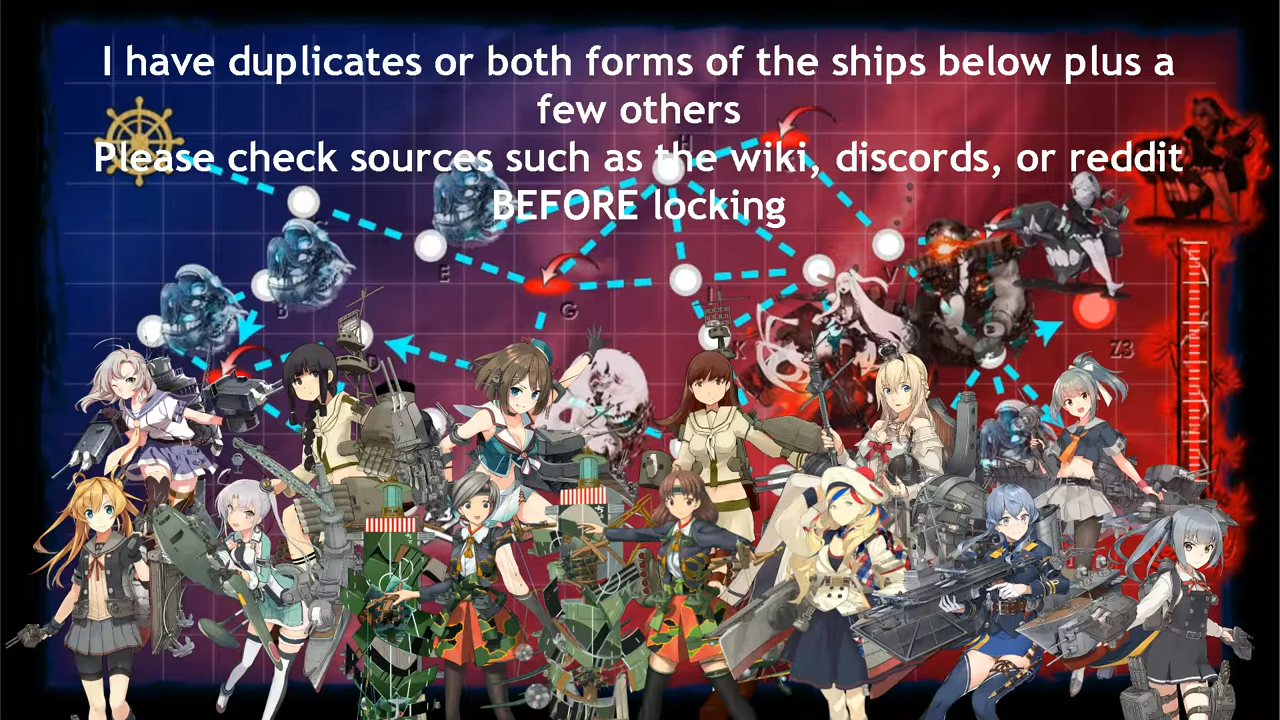 I have duplicates or both forms of the ships below plus a
few others
Please check sources such as the wiki, discords, or reddit
BEFORE locking
H
E
V
G
I
B
D
K
Z3